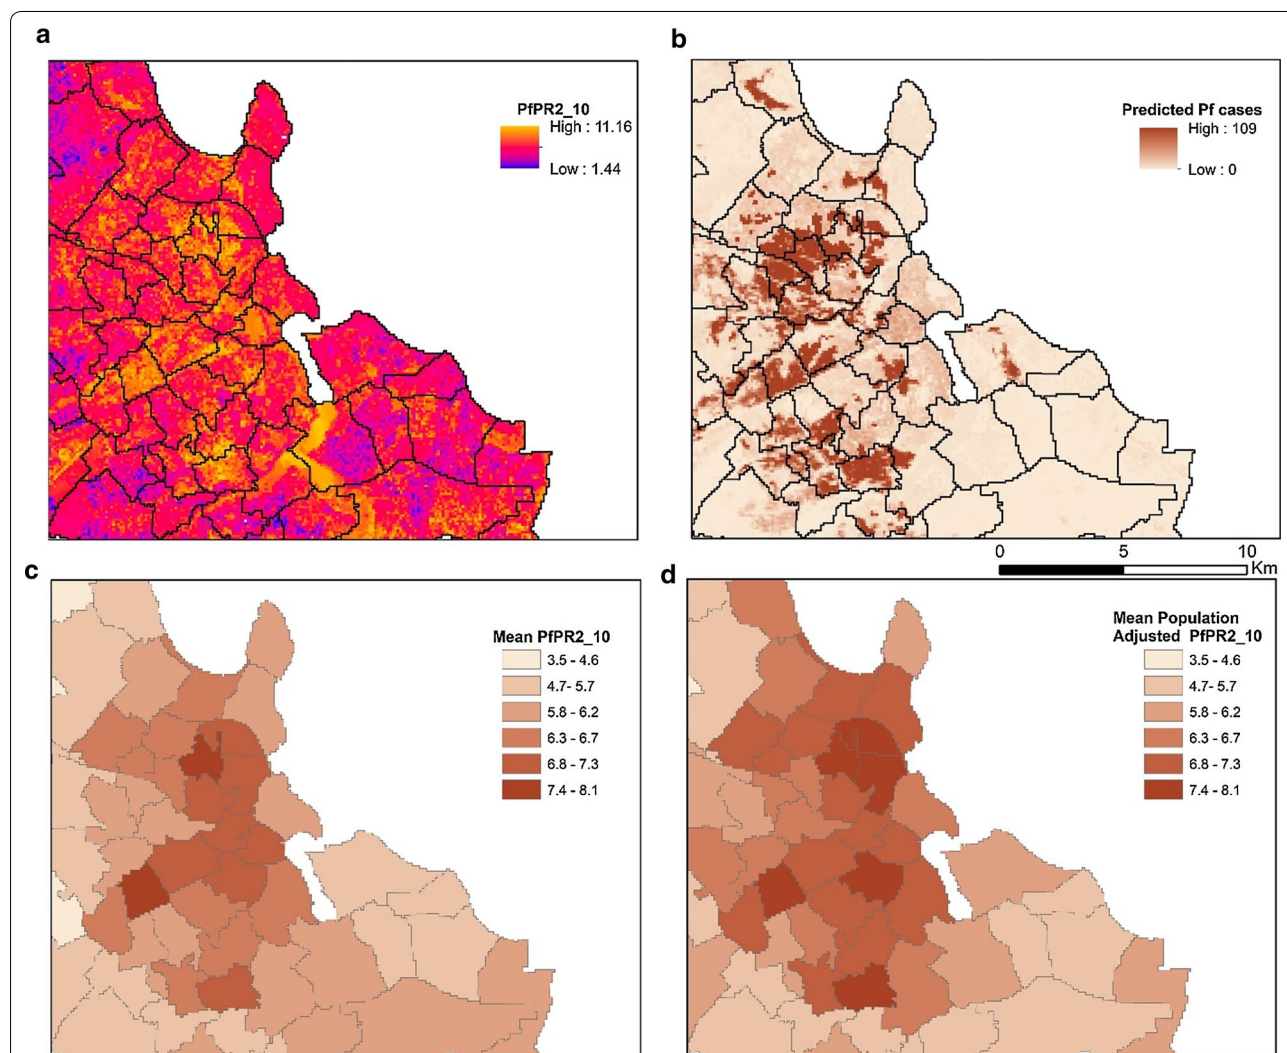 a
PfPR2_10
High : 11.16
Low : 1.44
b
Predicted Pf cases
High : 109
Low : 0
0 5 10
Km
c
Mean PfPR2_10
3.5 - 4.6
4.7- 5.7
5.8 - 6.2
6.3 - 6.7
6.8 - 7.3
7.4 - 8.1
d
Mean Population
Adjusted PfPR2_10
3.5 - 4.6
4.7- 5.7
5.8 - 6.2
6.3 - 6.7
6.8 - 7.3
7.4 - 8.1